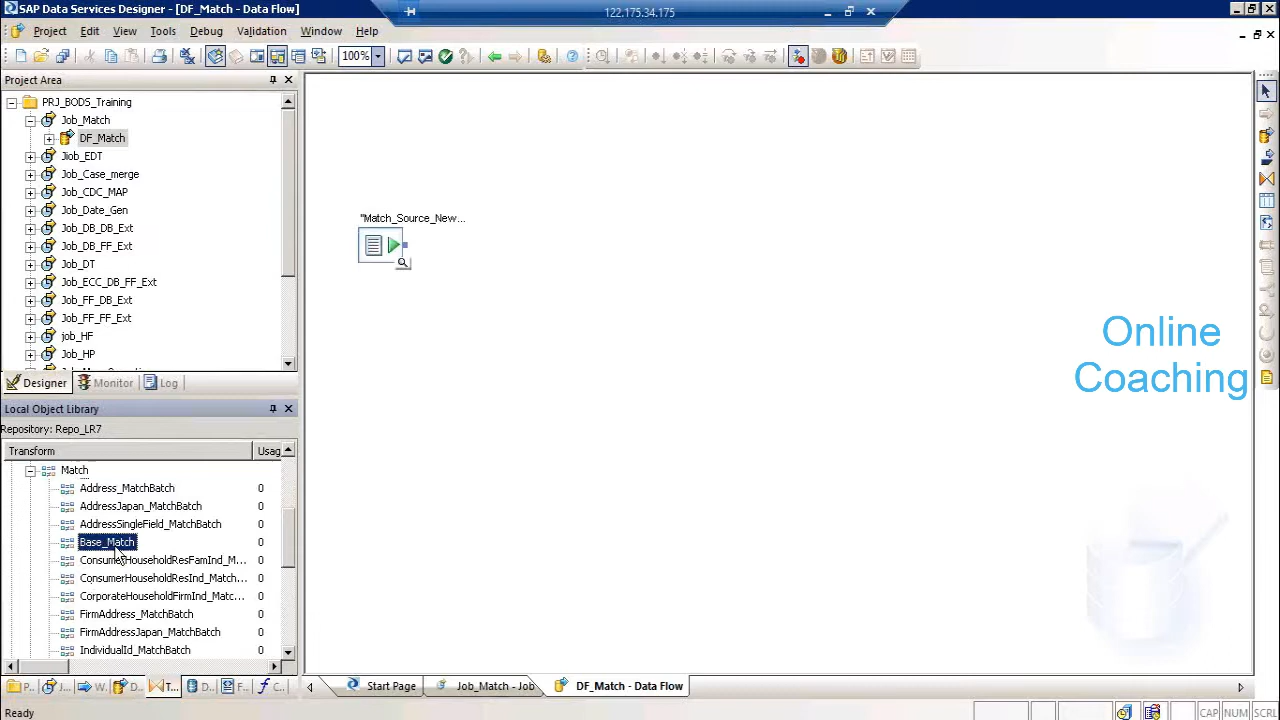 SAP Data Services Designer - [DF_Match - Data Flow]
122.175.34.175
Project Edit View Tools Debug Validation Window Help
100%
Project Area
PRJ_BODS_Training
Job_Match
DF_Match
Jiob_EDT
Job_Case_merge
Job_CDC_MAP
Job_Date_Gen
Job_DB_DB_Ext
Job_DB_FF_Ext
Job_DT
Job_ECC_DB_FF_Ext
Job_FF_DB_Ext
Job_FF_FF_Ext
job_HF
Job_HP
Designer Monitor Log
"Match_Source_New...
Online
Coaching
Local Object Library
Repository: Repo_LR7
Transform Usag
Match
Address_MatchBatch 0
AddressJapan_MatchBatch 0
AddressSingleField_MatchBatch 0
Base_Match 0
ConsumerHouseholdResFamInd_M... 0
ConsumerHouseholdResInd_Match... 0
CorporateHouseholdFirmInd_Matc... 0
FirmAddress_MatchBatch 0
FirmAddressJapan_MatchBatch 0
IndividualId_MatchBatch 0
P.. J... W. D.. T... D.. F... C..
Start Page Job_Match - Job DF_Match - Data Flow
Ready
CAP NUM SCRL